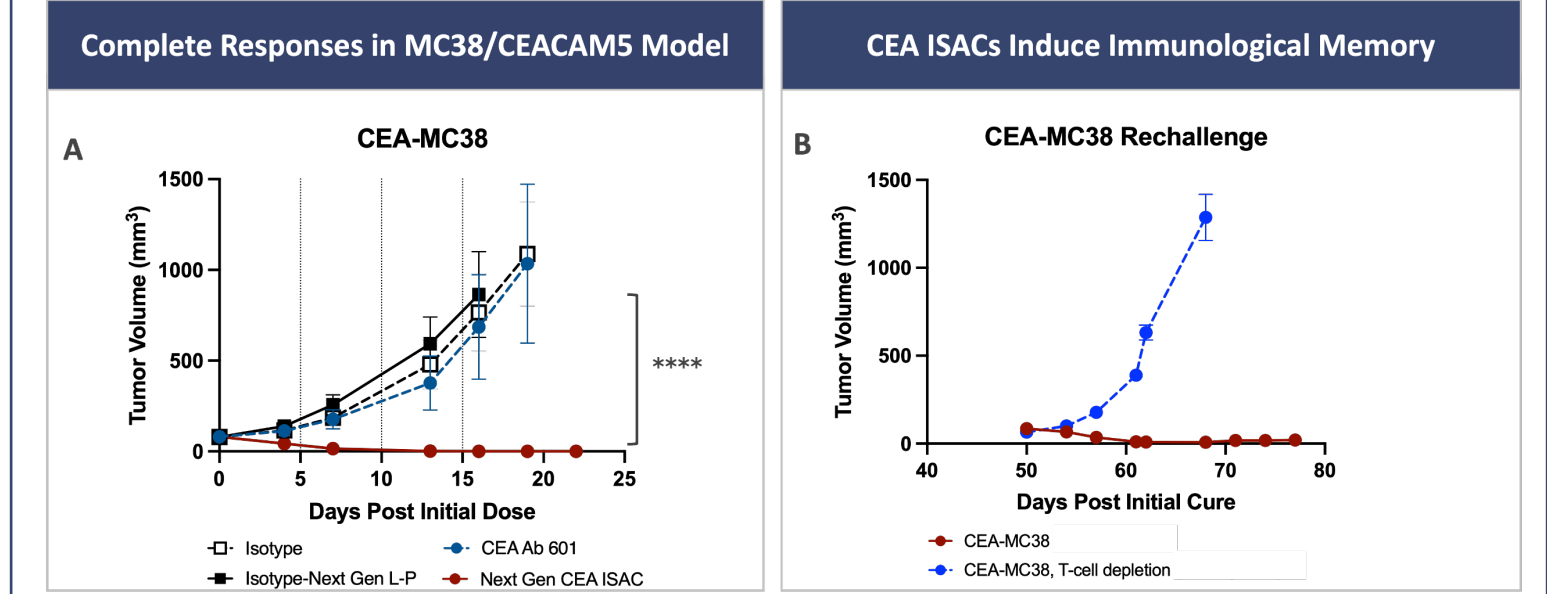 Complete Responses in MC38/CEACAM5 Model
A
CEA-MC38
Tumor Volume (mm³)
1500
1000
500
0
0 5 10 15 20 25
Days Post Initial Dose
****
Isotype
CEA Ab 601
Isotype-Next Gen L-P
Next Gen CEA ISAC
CEA ISACs Induce Immunological Memory
B
CEA-MC38 Rechallenge
Tumor Volume (mm³)
1500
1000
500
0
40 50 60 70 80
Days Post Initial Cure
CEA-MC38
CEA-MC38, T-cell depletion